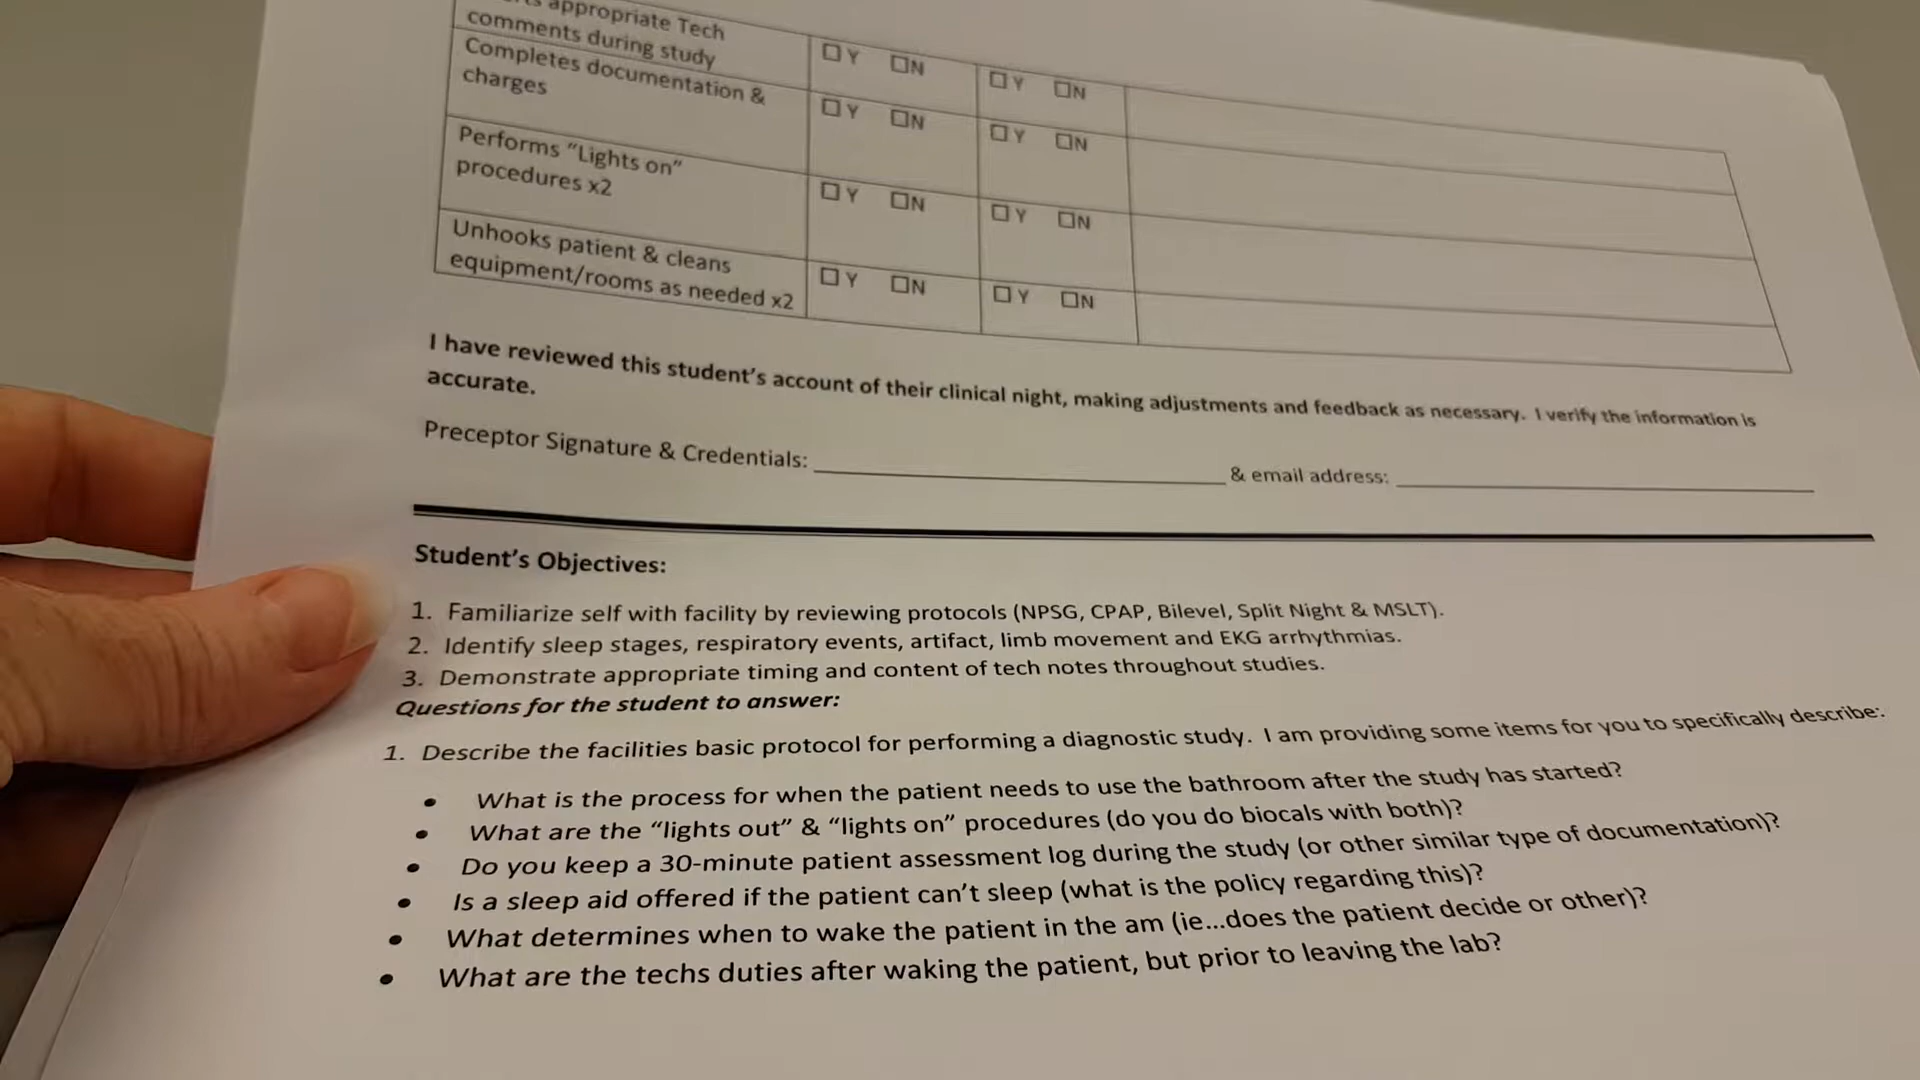 appropriate Tech
comments during study
☐ Y ☐ N ☐ Y ☐ N
Completes documentation &
charges
☐ Y ☐ N ☐ Y ☐ N
Performs “Lights on”
procedures x2
☐ Y ☐ N ☐ Y ☐ N
Unhooks patient & cleans
equipment/rooms as needed x2
☐ Y ☐ N ☐ Y ☐ N
I have reviewed this student’s account of their clinical night, making adjustments and feedback as necessary. I verify the information is
accurate.
Preceptor Signature & Credentials: & email address:
Student’s Objectives:
1. Familiarize self with facility by reviewing protocols (NPSG, CPAP, Bilevel, Split Night & MSLT).
2. Identify sleep stages, respiratory events, artifact, limb movement and EKG arrhythmias.
3. Demonstrate appropriate timing and content of tech notes throughout studies.
Questions for the student to answer:
1. Describe the facilities basic protocol for performing a diagnostic study. I am providing some items for you to specifically describe:.
• What is the process for when the patient needs to use the bathroom after the study has started?
• What are the “lights out” & “lights on” procedures (do you do biocals with both)?
• Do you keep a 30-minute patient assessment log during the study (or other similar type of documentation)?
• Is a sleep aid offered if the patient can’t sleep (what is the policy regarding this)?
• What determines when to wake the patient in the am (ie...does the patient decide or other)?
• What are the techs duties after waking the patient, but prior to leaving the lab?